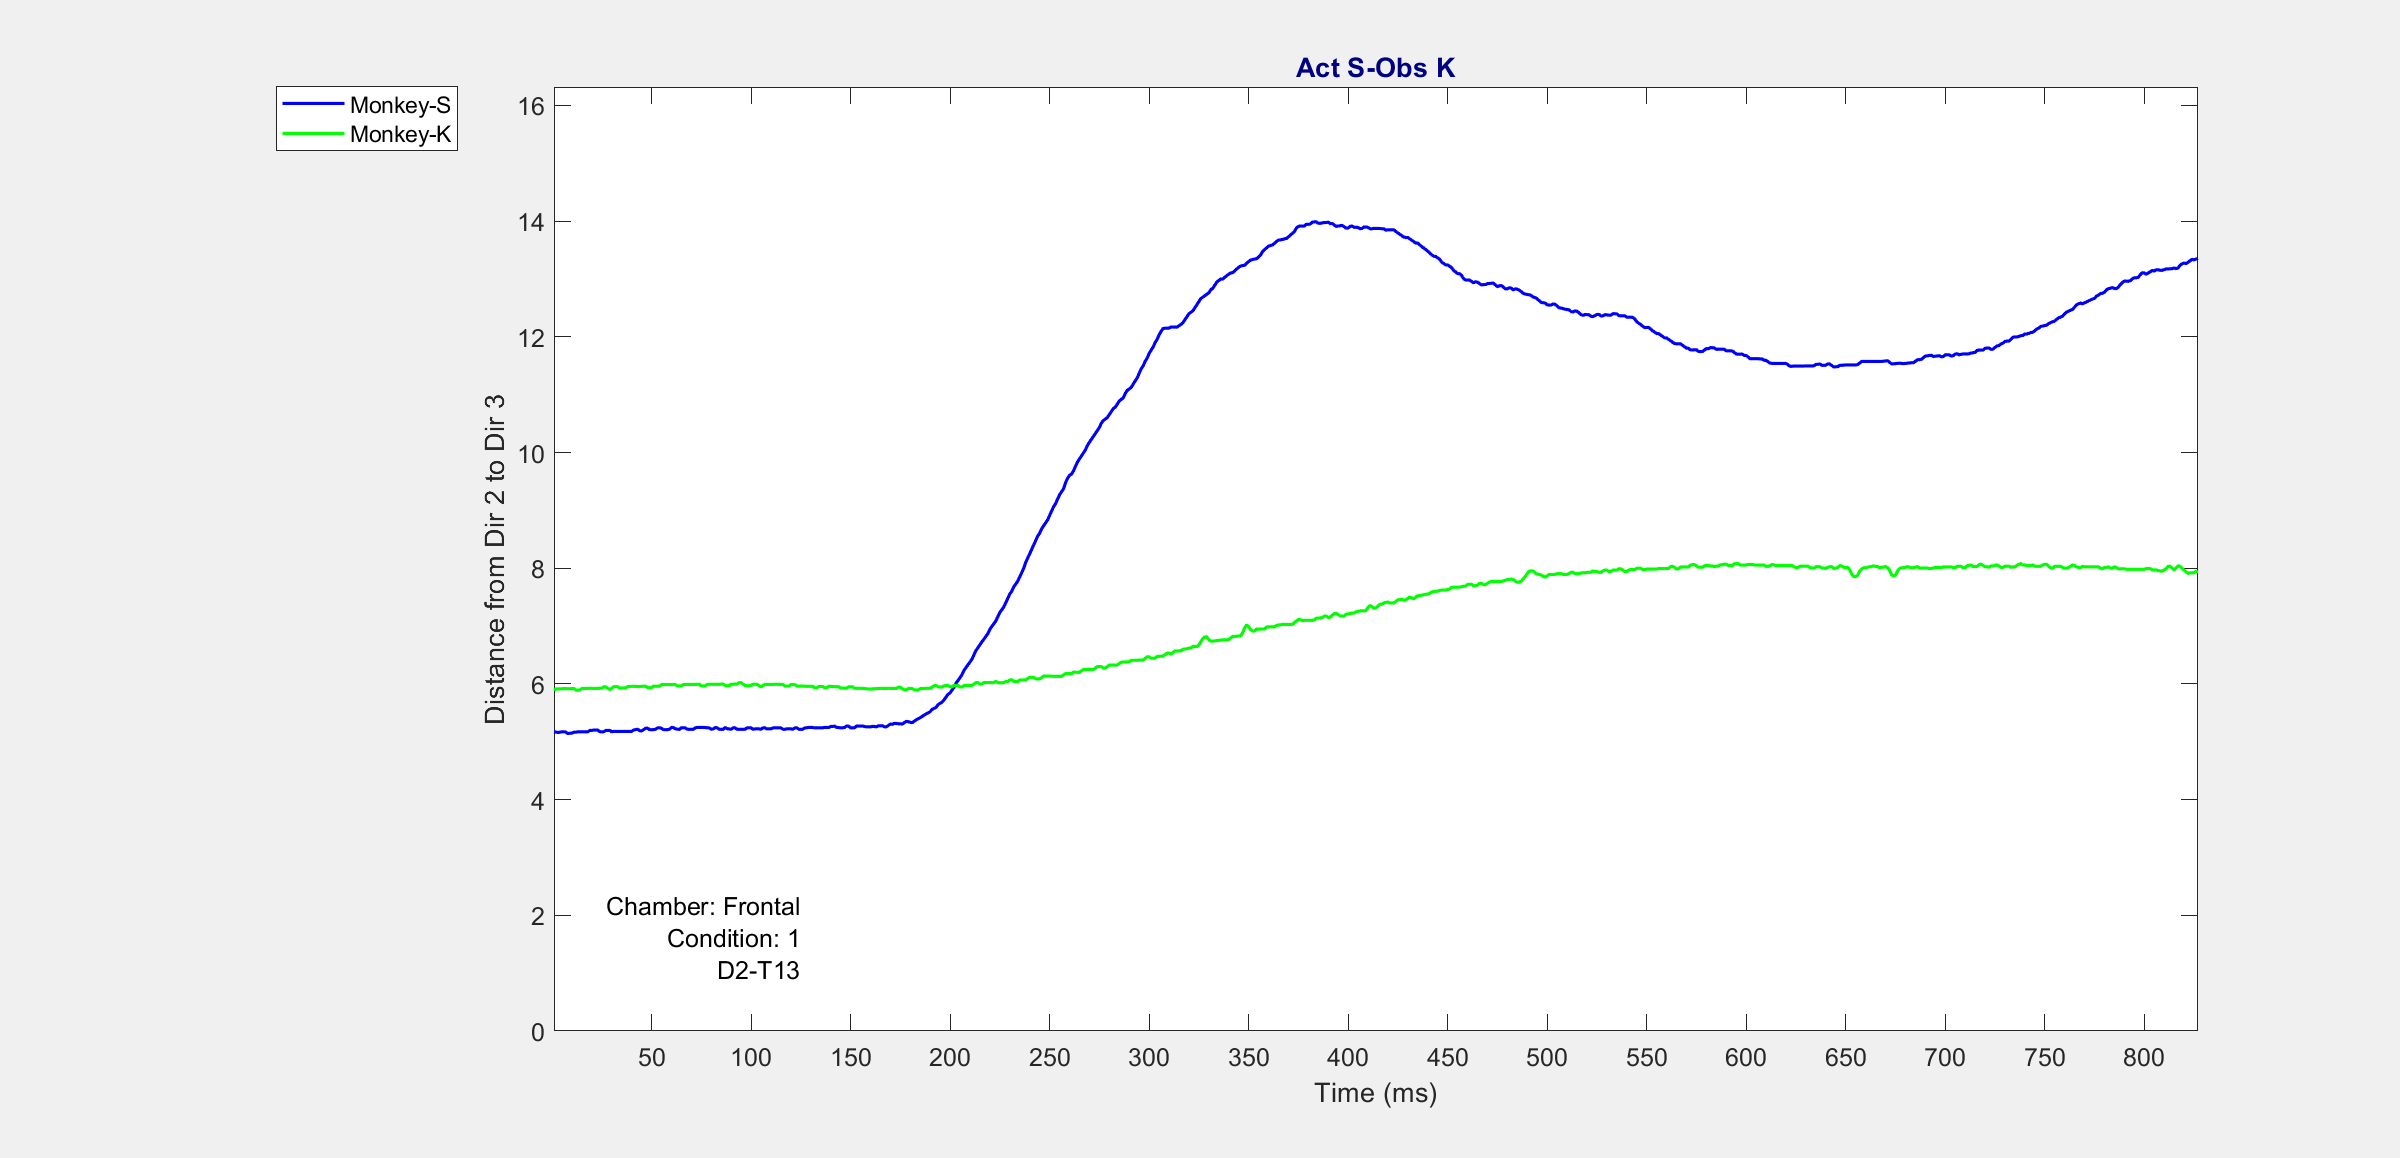 Act S-Obs K
Monkey-S
Monkey-K
16
14
12
10
8
6
4
2
0
Distance from Dir 2 to Dir 3
Chamber: Frontal
Condition: 1
D2-T13
50 100 150 200 250 300 350 400 450 500 550 600 650 700 750 800
Time (ms)